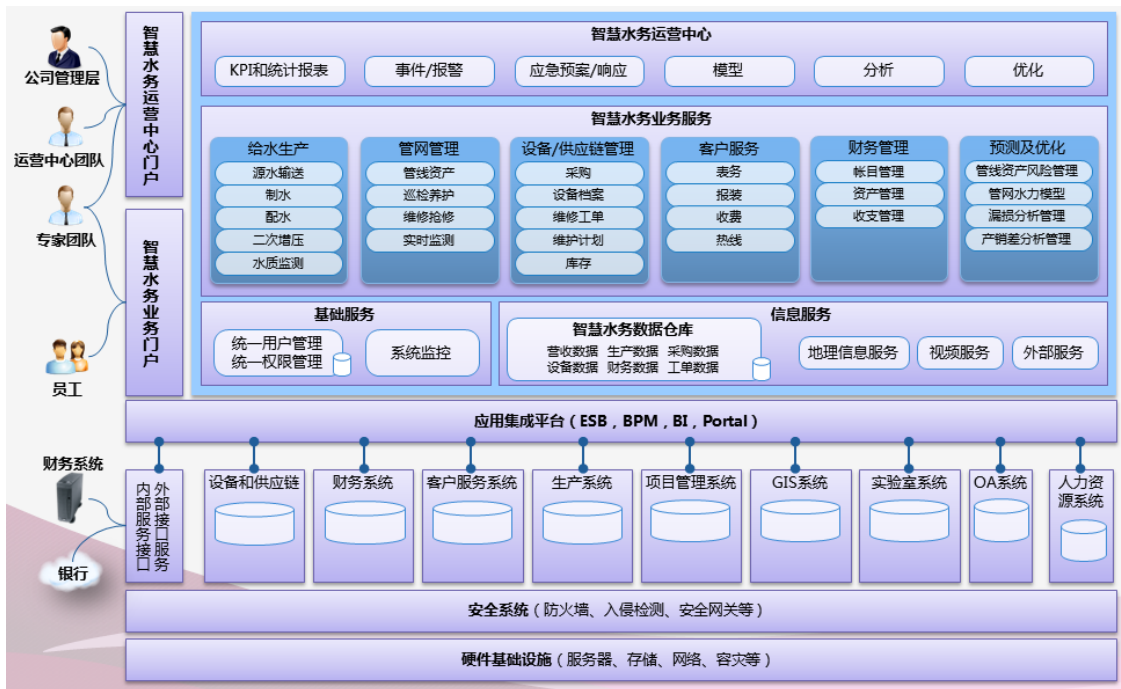 公司管理层
运营中心团队
专家团队
员工
财务系统
银行
智慧水务运营中心门户
智慧水务业务门户
智慧水务运营中心
KPI和统计报表
事件/报警
应急预案/响应
模型
分析
优化
智慧水务业务服务
给水生产
源水输送
制水
配水
二次增压
水质监测
管网管理
管线资产
巡检养护
维修抢修
实时监测
设备/供应链管理
采购
设备档案
维修工单
维护计划
库存
客户服务
表务
报装
收费
热线
财务管理
帐目管理
资产管理
收支管理
预测及优化
管线资产风险管理
管网水力模型
漏损分析管理
产销差分析管理
基础服务
统一用户管理
统一权限管理
系统监控
信息服务
智慧水务数据仓库
营收数据 生产数据 采购数据
设备数据 财务数据 工单数据
地理信息服务
视频服务
外部服务
应用集成平台（ESB，BPM，BI，Portal）
外部接口服务
内部服务接口
设备和供应链
财务系统
客户服务系统
生产系统
项目管理系统
GIS系统
实验室系统
OA系统
人力资
源系统
安全系统（防火墙、入侵检测、安全网关等）
硬件基础设施（服务器、存储、网络、容灾等）